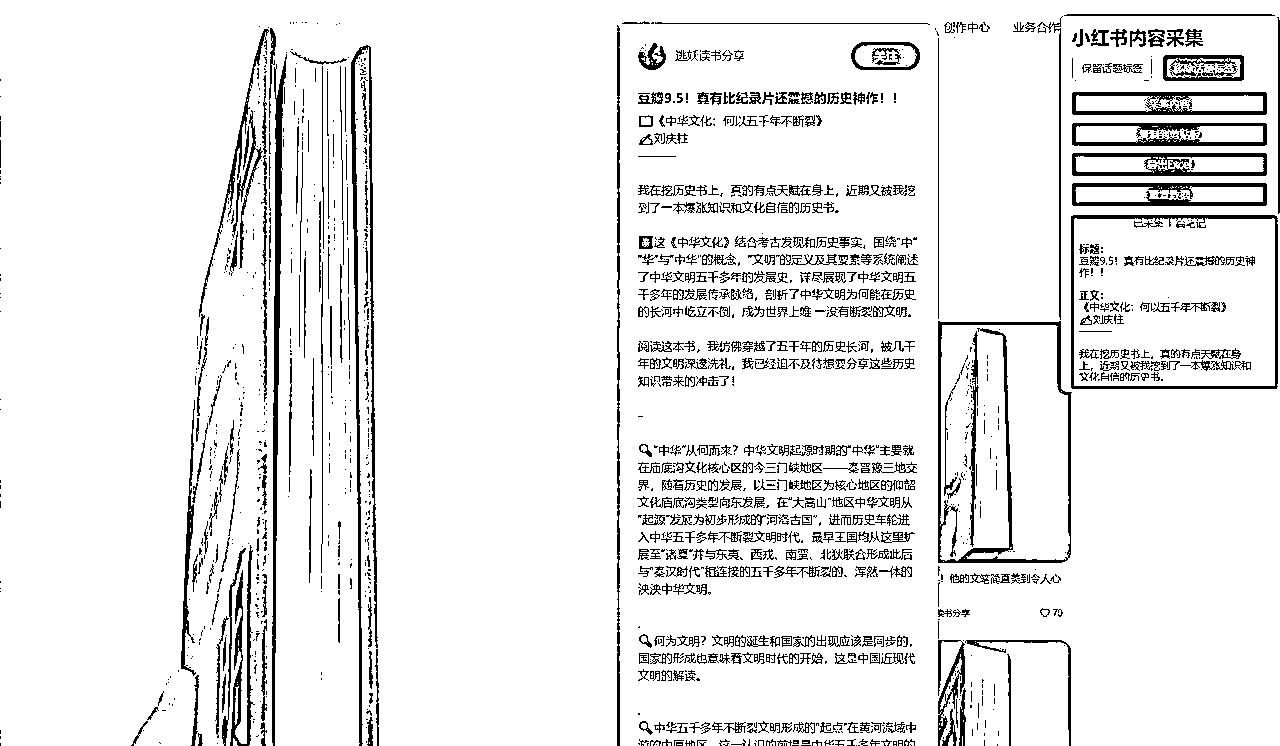 创作中心 业务合作
逃妖读书分享
关注
豆瓣9.5！真有比纪录片还震撼的历史神作！！
《中华文化：何以五千年不断裂》
✍刘庆柱
我在挖历史书上，真的有点天赋在身上，近期又被我挖
到了一本爆涨知识和文化自信的历史书。
这《中华文化》结合考古发现和历史事实，围绕“中”
“华”与“中华”的概念，“文明”的定义及其要素等系统阐述
了中华文明五千多年的发展史，详尽展现了中华文明五
千多年的发展传承脉络，剖析了中华文明为何能在历史
的长河中屹立不倒，成为世界上唯一没有断裂的文明。
阅读这本书，我仿佛穿越了五千年的历史长河，被几千
年的文明深邃洗礼，我已经迫不及待想要分享这些历史
知识带来的冲击了！
🔍“中华”从何而来？中华文明起源时期的“中华”主要就
在庙底沟文化核心区的今三门峡地区——秦晋豫三地交
界，随着历史的发展，以三门峡地区为核心地区的仰韶
文化庙底沟类型向东发展，在“大嵩山”地区中华文明从
“起源”发展为初步形成的“河洛古国”，进而历史车轮进
入中华五千多年不断裂文明时代，最早王国均从这里扩
展至“诸夏”并与东夷、西戎、南蛮、北狄联合形成此后
与“秦汉时代”相连接的五千多年不断裂的、浑然一体的
泱泱中华文明。
🔍何为文明？文明的诞生和国家的出现应该是同步的，
国家的形成也意味着文明时代的开始，这是中国近现代
文明的解读。
🔍中华五千多年不断裂文明形成的“起点”在黄河流域中
游的中原地区，这一认识的前提是中华五千多年文明的
！他的文笔简直美到令人心
读书分享 70
小红书内容采集
保留话题标签
已采集1篇笔记
标题：
豆瓣9.5！真有比纪录片还震撼的历史神
作！！
正文：
《中华文化：何以五千年不断裂》
✍刘庆柱
我在挖历史书上，真的有点天赋在身
上，近期又被我挖到了一本爆涨知识和
文化自信的历史书。